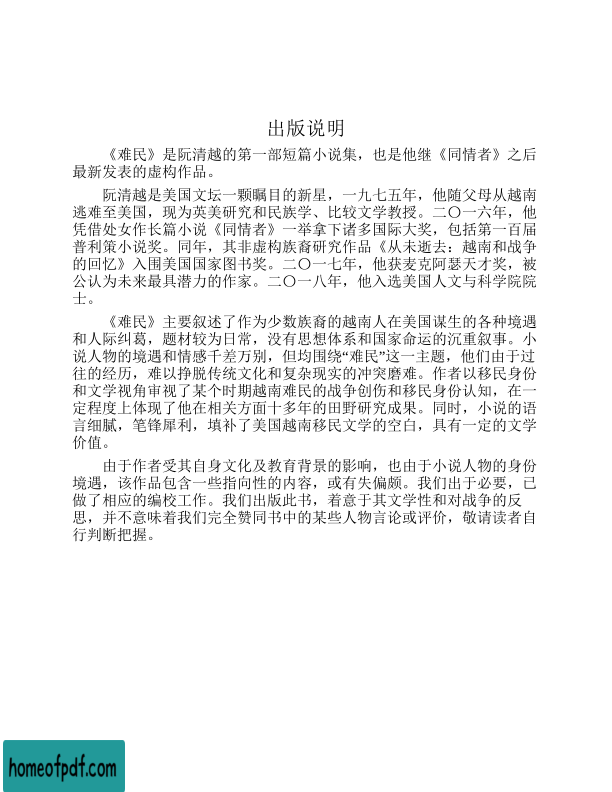 出版说明
《难民》是阮清越的第一部短篇小说集，也是他继《同情者》之后
最新发表的虚构作品。
阮清越是美国文坛一颗瞩目的新星，一九七五年，他随父母从越南
逃难至美国，现为英美研究和民族学、比较文学教授。二〇一六年，他
凭借处女作长篇小说《同情者》一举拿下诸多国际大奖，包括第一百届
普利策小说奖。同年，其非虚构族裔研究作品《从未逝去：越南和战争
的回忆》入围美国国家图书奖。二〇一七年，他获麦克阿瑟天才奖，被
公认为未来最具潜力的作家。二〇一八年，他入选美国人文与科学院院
士。
《难民》主要叙述了作为少数族裔的越南人在美国谋生的各种境遇
和人际纠葛，题材较为日常，没有思想体系和国家命运的沉重叙事。小
说人物的境遇和情感千差万别，但均围绕“难民”这一主题，他们由于过
往的经历，难以挣脱传统文化和复杂现实的冲突磨难。作者以移民身份
和文学视角审视了某个时期越南难民的战争创伤和移民身份认知，在一
定程度上体现了他在相关方面十多年的田野研究成果。同时，小说的语
言细腻，笔锋犀利，填补了美国越南移民文学的空白，具有一定的文学
价值。
由于作者受其自身文化及教育背景的影响，也由于小说人物的身份
境遇，该作品包含一些指向性的内容，或有失偏颇。我们出于必要，已
做了相应的编校工作。我们出版此书，着意于其文学性和对战争的反
思，并不意味着我们完全赞同书中的某些人物言论或评价，敬请读者自
行判断把握。
homeofpdf.com